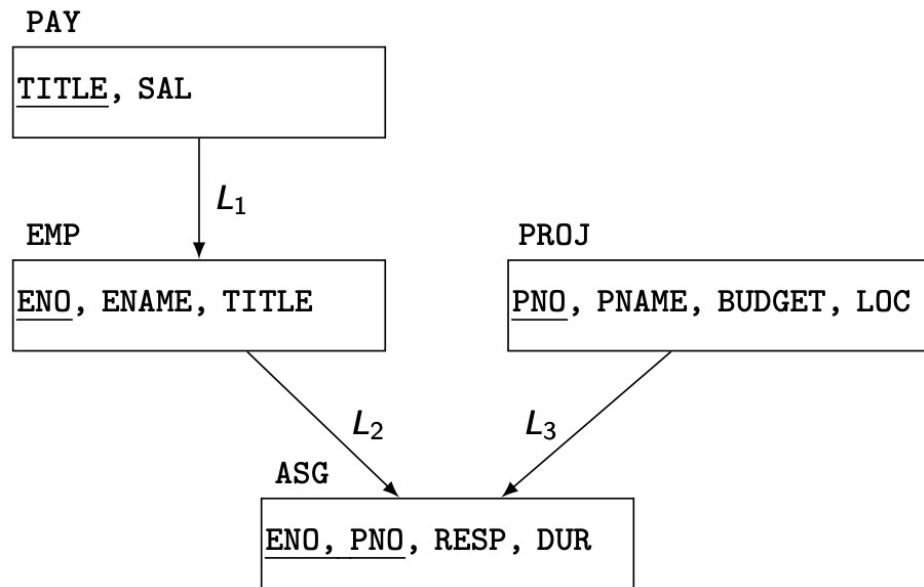 PAY
TITLE, SAL
L₁
EMP
PROJ
ENO, ENAME, TITLE
PNO, PNAME, BUDGET, LOC
L₂
L₃
ASG
ENO, PNO, RESP, DUR